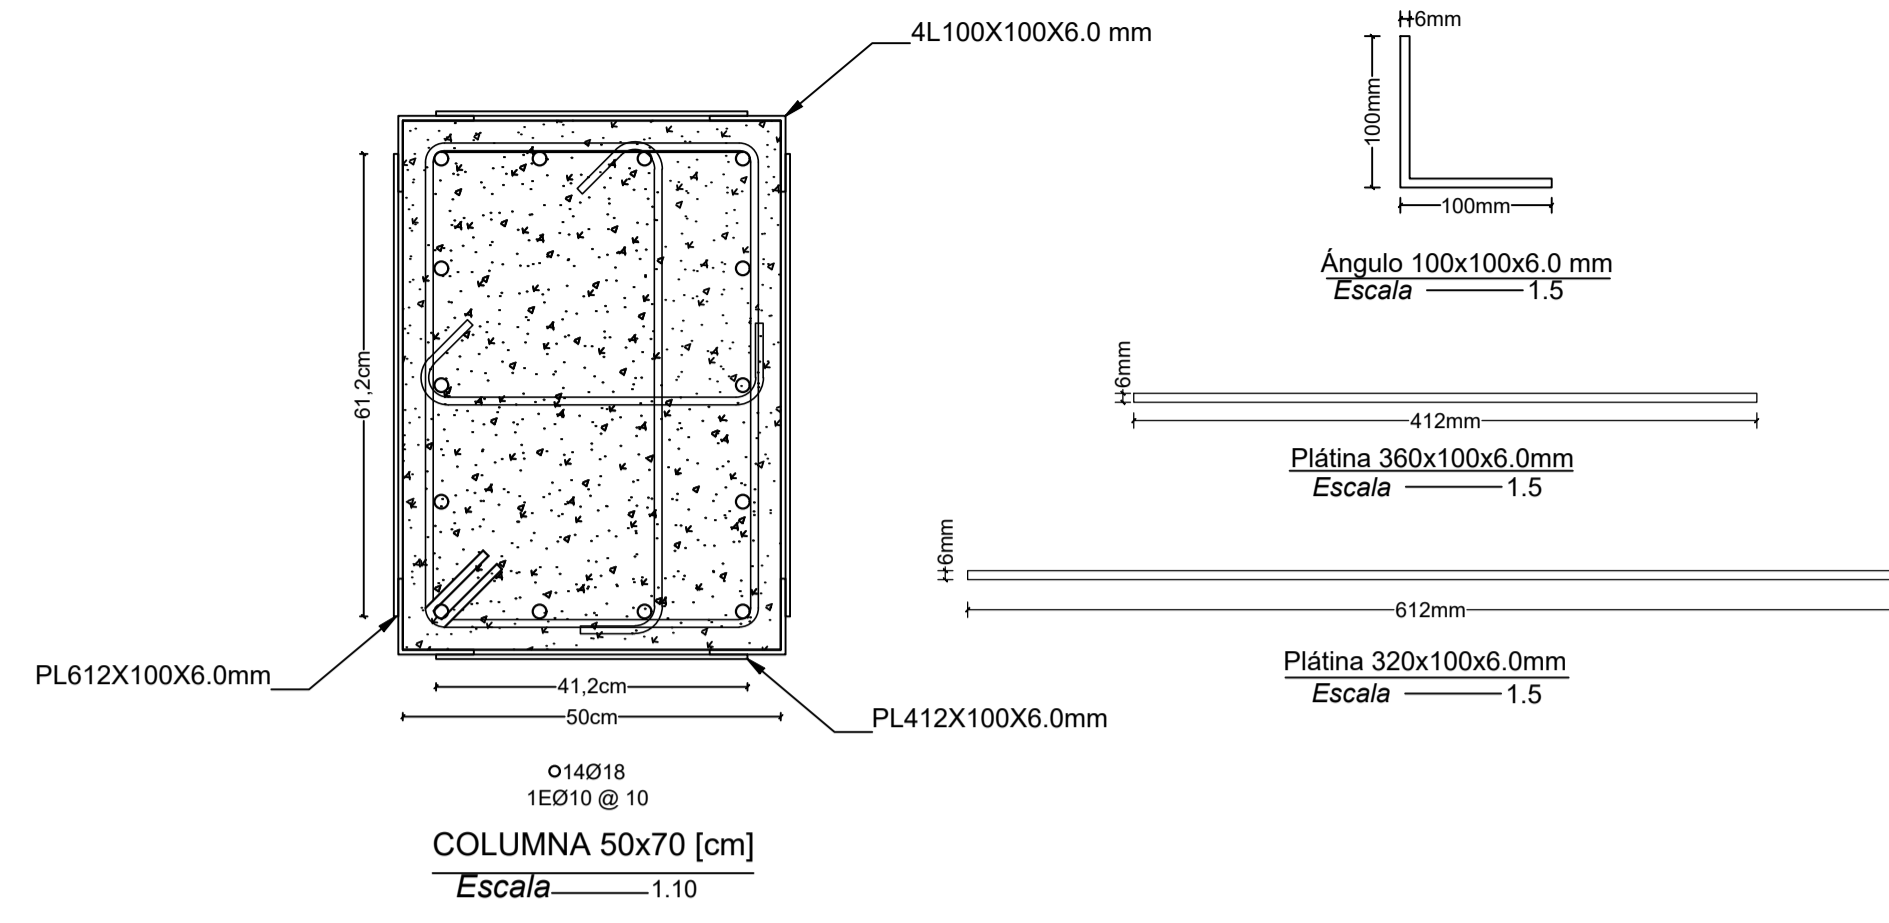 4L100X100X6.0 mm
61,2cm
PL612X100X6.0mm
41,2cm
50cm
PL412X100X6.0mm
14Ø18
1EØ10 @ 10
COLUMNA 50x70 [cm]
Escala 1.10
6mm
100mm
100mm
Ángulo 100x100x6.0 mm
Escala 1.5
6mm
412mm
Plátina 360x100x6.0mm
Escala 1.5
6mm
612mm
Plátina 320x100x6.0mm
Escala 1.5